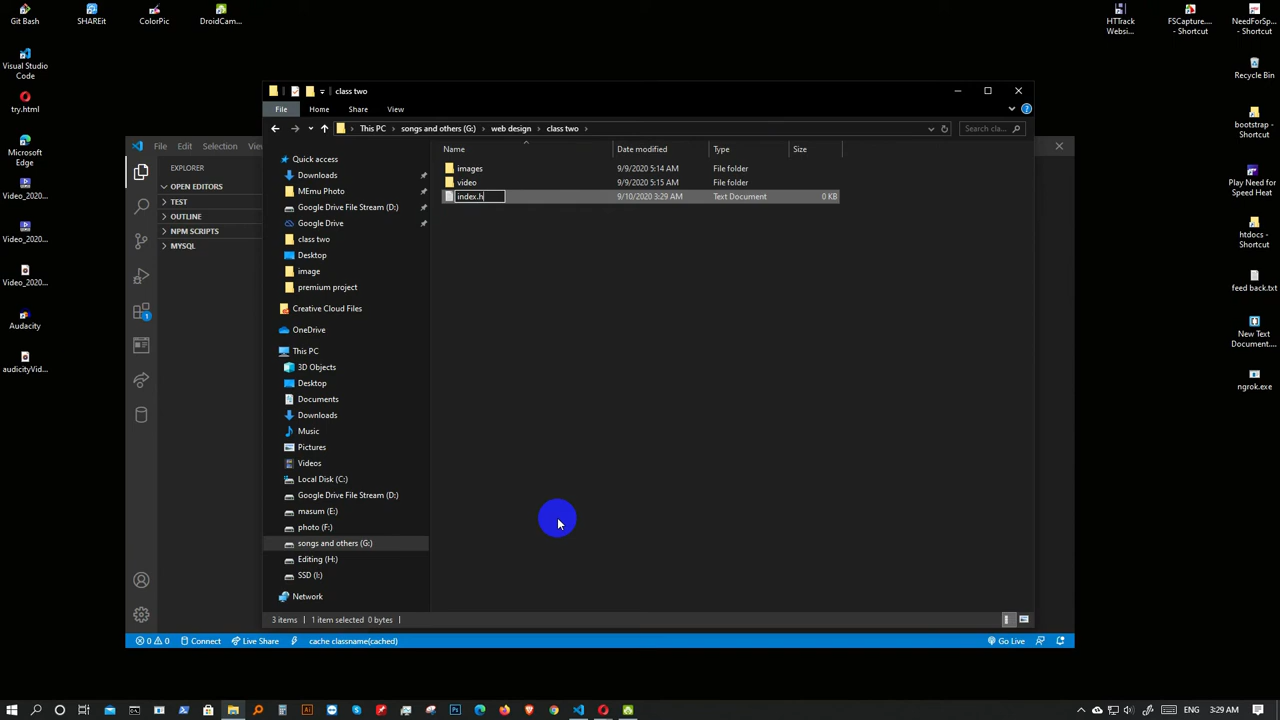 Git Bash
SHAREit
ColorPic
DroidCam...
HTTrack
Websi...
FSCapture....
- Shortcut
NeedForSp...
- Shortcut
Visual Studio
Code
Recycle Bin
try.html
class two
File
Home
Share
View
bootstrap -
Shortcut
This PC
songs and others (G:)
web design
class two
Search cla...
File
Edit
Selection
Vie
Microsoft
Edge
EXPLORER
OPEN EDITORS
TEST
OUTLINE
NPM SCRIPTS
MYSQL
Name
Date modified
Type
Size
images
9/9/2020 5:14 AM
File folder
video
9/9/2020 5:15 AM
File folder
index.h
9/10/2020 3:29 AM
Text Document
0 KB
Quick access
Downloads
MEmu Photo
Google Drive File Stream (D:)
Google Drive
class two
Desktop
image
premium project
Creative Cloud Files
OneDrive
This PC
3D Objects
Desktop
Documents
Downloads
Music
Pictures
Videos
Local Disk (C:)
Google Drive File Stream (D:)
masum (E:)
photo (F:)
songs and others (G:)
Editing (H:)
SSD (I:)
Network
Video_2020...
Video_2020...
Video_2020...
Audacity
audicityVid...
Play Need for
Speed Heat
htdocs -
Shortcut
feed back.txt
New Text
Document....
ngrok.exe
1
3 items
1 item selected 0 bytes
0
0
Connect
Live Share
cache classname(cached)
Go Live
3:29 AM